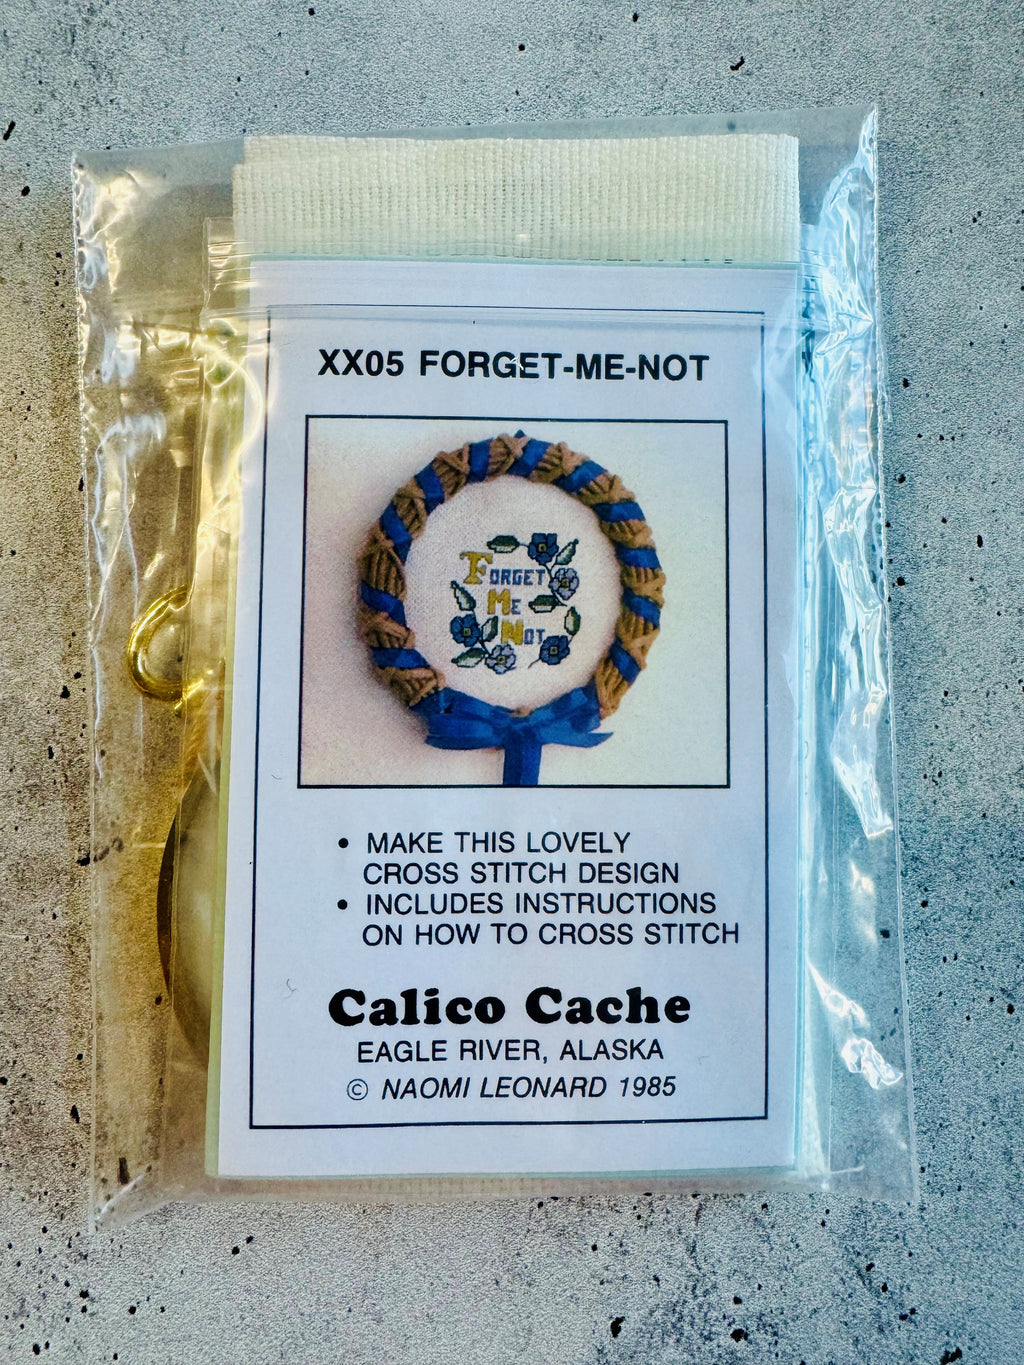 XX05 FORGET-ME-NOT
FORGET
ME
NOT
• MAKE THIS LOVELY
CROSS STITCH DESIGN
• INCLUDES INSTRUCTIONS
ON HOW TO CROSS STITCH
Calico Cache
EAGLE RIVER, ALASKA
© NAOMI LEONARD 1985